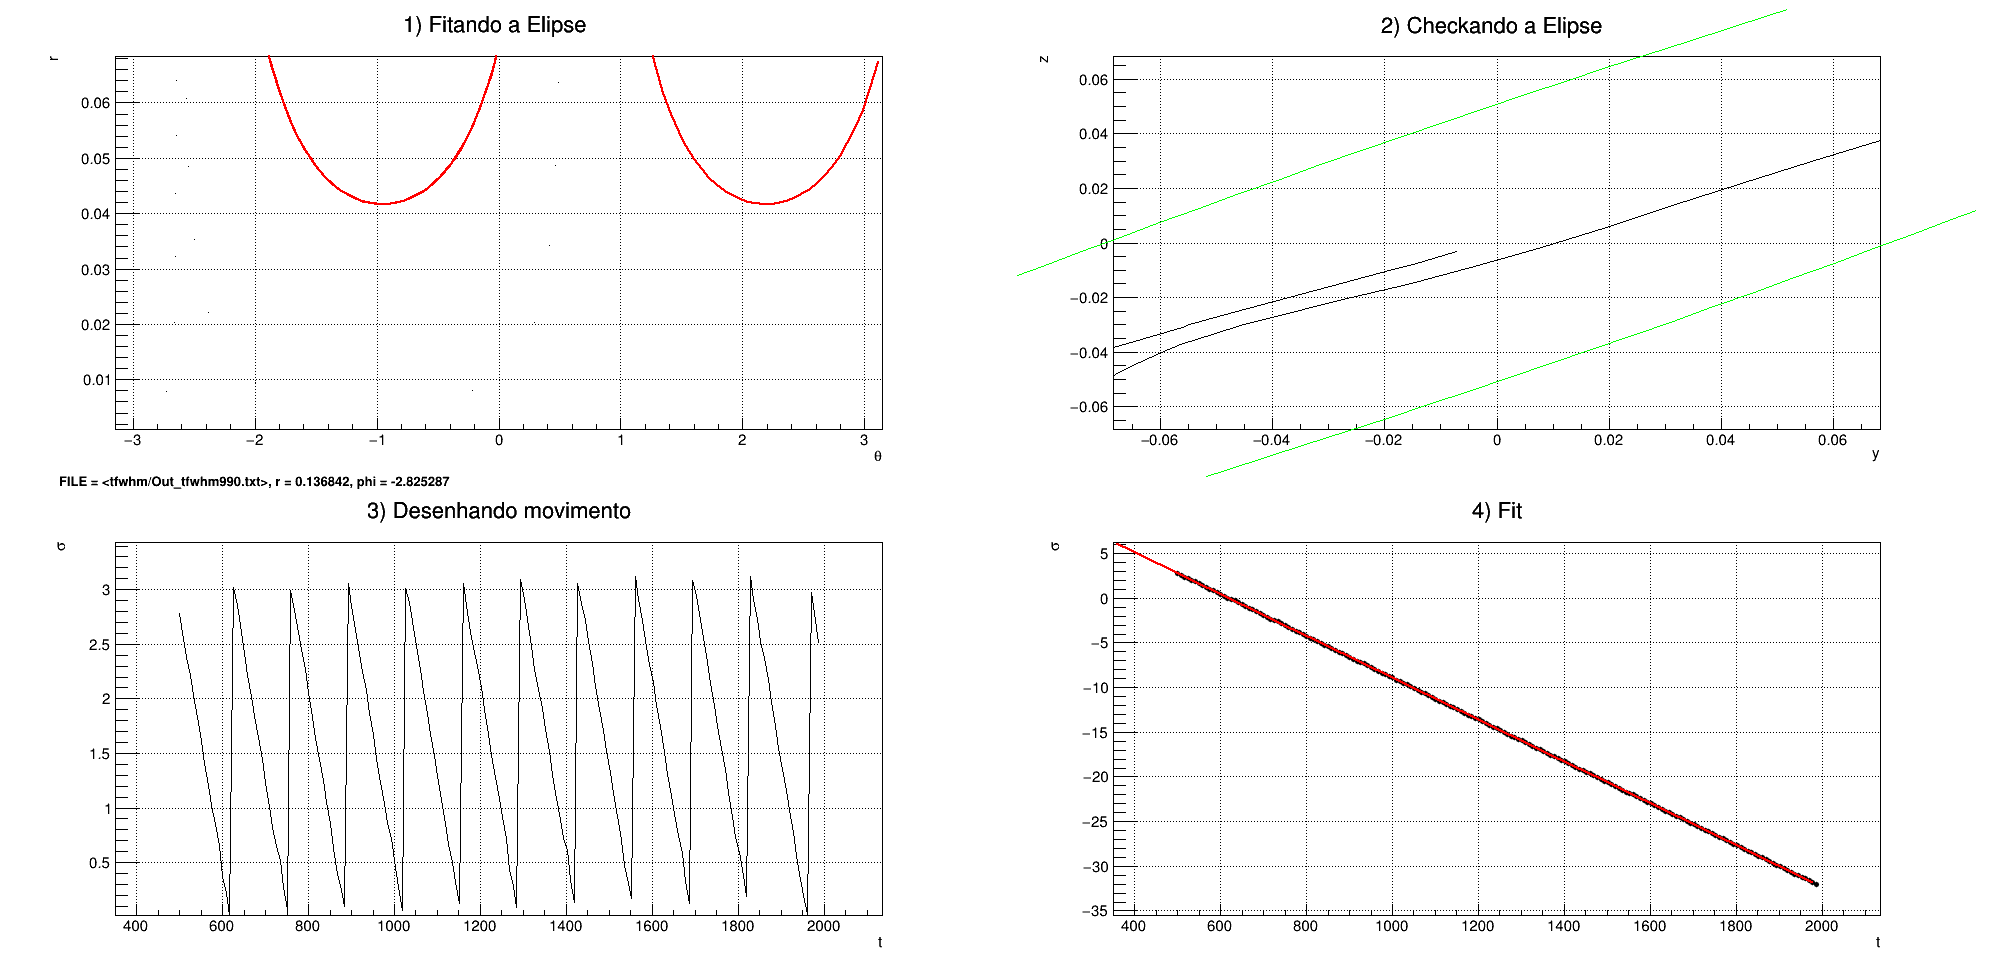 1) Fitando a Elipse
r
0.06
0.05
0.04
0.03
0.02
0.01
−3 −2 −1 0 1 2 3
θ
2) Checkando a Elipse
z
0.06
0.04
0.02
0
−0.02
−0.04
−0.06
−0.06 −0.04 −0.02 0 0.02 0.04 0.06
y
FILE = <tfwhm/Out_tfwhm990.txt>, r = 0.136842, phi = -2.825287
3) Desenhando movimento
σ
3
2.5
2
1.5
1
0.5
400 600 800 1000 1200 1400 1600 1800 2000
t
4) Fit
σ
5
0
−5
−10
−15
−20
−25
−30
−35
400 600 800 1000 1200 1400 1600 1800 2000
t